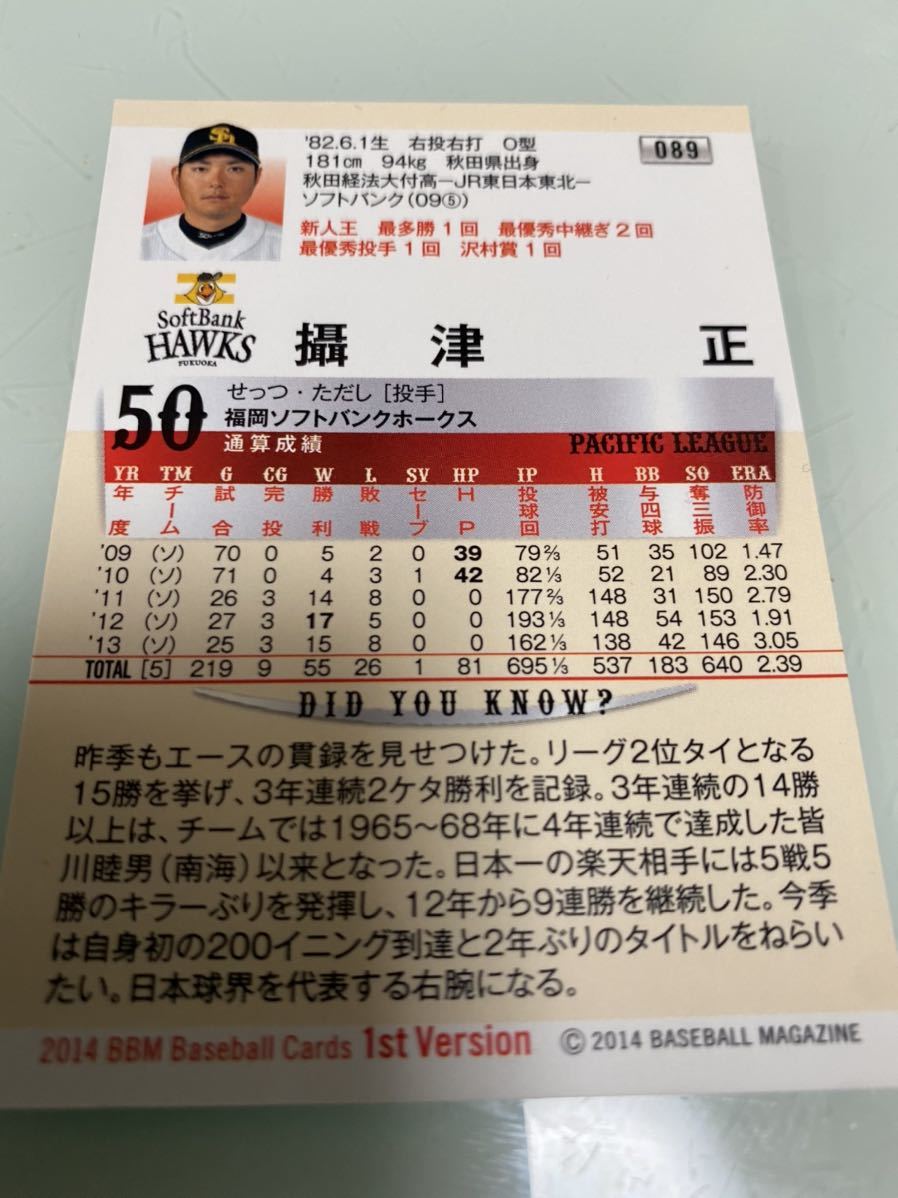 '82.6.1生 右投右打 O型
089
181cm 94kg 秋田県出身
秋田経法大付高ーJR東日本東北ー
ソフトバンク(09⑤)
新人王 最多勝1回 最優秀中継ぎ2回
最優秀投手1回 沢村賞1回
SoftBank
HAWKS
FUKUOKA
攝津 正
50
せっつ・ただし[投手]
福岡ソフトバンクホークス
通算成績 PACIFIC LEAGUE
YR TM G CG W L SV HP IP H BB SO ERA
年度 チーム 試合 完投 勝利 敗戦 セーブ HP 投球回 被安打 与四球 奪三振 防御率
'09 (ソ) 70 0 5 2 0 39 79⅔ 51 35 102 1.47
'10 (ソ) 71 0 4 3 1 42 82⅓ 52 21 89 2.30
'11 (ソ) 26 3 14 8 0 0 177⅔ 148 31 150 2.79
'12 (ソ) 27 3 17 5 0 0 193⅓ 148 54 153 1.91
'13 (ソ) 25 3 15 8 0 0 162⅓ 138 42 146 3.05
TOTAL [5] 219 9 55 26 1 81 695⅓ 537 183 640 2.39
DID YOU KNOW?
昨季もエースの貫録を見せつけた。リーグ2位タイとなる
15勝を挙げ、3年連続2ケタ勝利を記録。3年連続の14勝
以上は、チームでは1965〜68年に4年連続で達成した皆
川睦男(南海)以来となった。日本一の楽天相手には5戦5
勝のキラーぶりを発揮し、12年から9連勝を継続した。今季
は自身初の200イニング到達と2年ぶりのタイトルをねらい
たい。日本球界を代表する右腕になる。
2014 BBM Baseball Cards 1st Version © 2014 BASEBALL MAGAZINE